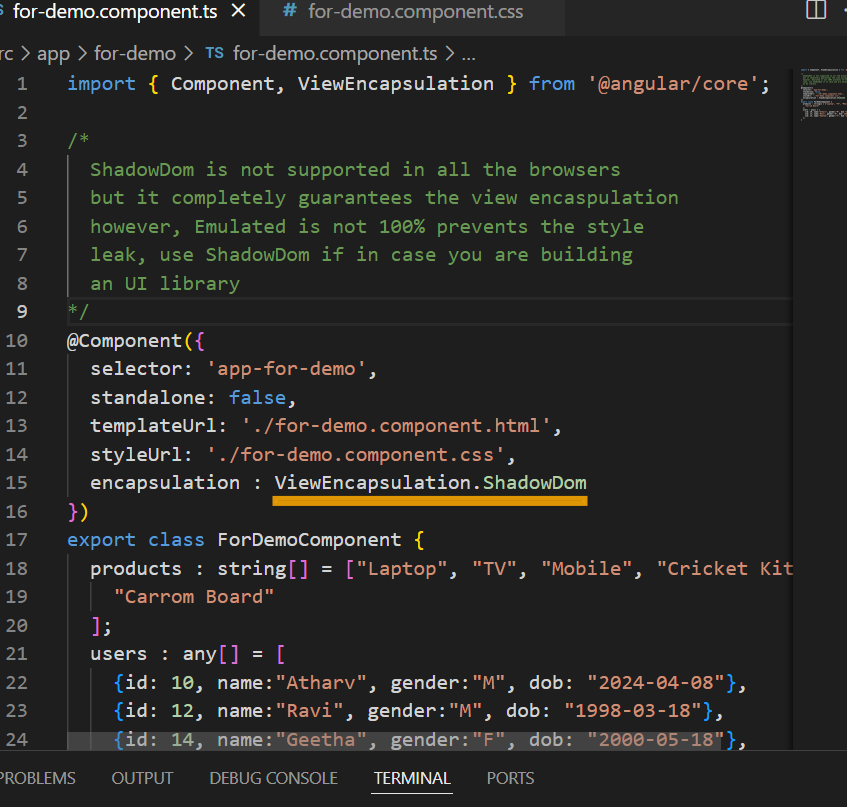 for-demo.component.ts × # for-demo.component.css
rc > app > for-demo > TS for-demo.component.ts > ...
1 import { Component, ViewEncapsulation } from '@angular/core';
2
3 /*
4 ShadowDom is not supported in all the browsers
5 but it completely guarantees the view encaspulation
6 however, Emulated is not 100% prevents the style
7 leak, use ShadowDom if in case you are building
8 an UI library
9 */
10 @Component({
11 selector: 'app-for-demo',
12 standalone: false,
13 templateUrl: './for-demo.component.html',
14 styleUrl: './for-demo.component.css',
15 encapsulation : ViewEncapsulation.ShadowDom
16 })
17 export class ForDemoComponent {
18 products : string[] = ["Laptop", "TV", "Mobile", "Cricket Kit
19 "Carrom Board"
20 ];
21 users : any[] = [
22 {id: 10, name:"Atharv", gender:"M", dob: "2024-04-08"},
23 {id: 12, name:"Ravi", gender:"M", dob: "1998-03-18"},
24 {id: 14, name:"Geetha", gender:"F", dob: "2000-05-18"},
PROBLEMS OUTPUT DEBUG CONSOLE TERMINAL PORTS